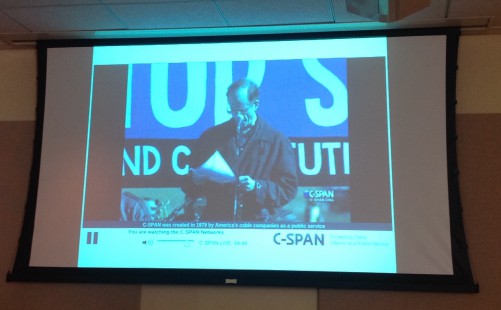 TOP S
ND C
UTI
C-SPAN
C-SPAN was created in 1979 by America's cable companies as a public service
You are watching the C-SPAN Networks
C-SPAN